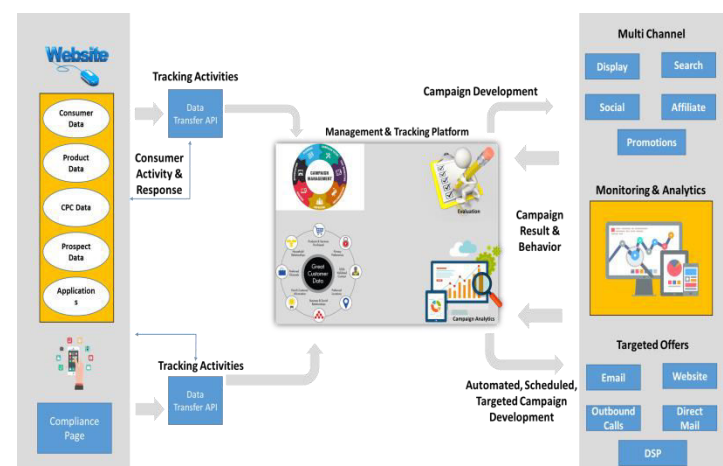 Website
Consumer
Data
Product
Data
CPC Data
Prospect
Data
Application
s
Compliance
Page
Tracking Activities
Data
Transfer API
Consumer
Activity &
Response
Tracking Activities
Data
Transfer API
Management & Tracking Platform
CAMPAIGN
MANAGEMENT
Evaluation
Great
Customer
Data
Campaign Analytics
Campaign Development
Campaign
Result &
Behavior
Automated, Scheduled,
Targeted Campaign
Development
Multi Channel
Display
Search
Social
Affiliate
Promotions
Monitoring & Analytics
Targeted Offers
Email
Website
Outbound
Calls
Direct
Mail
DSP